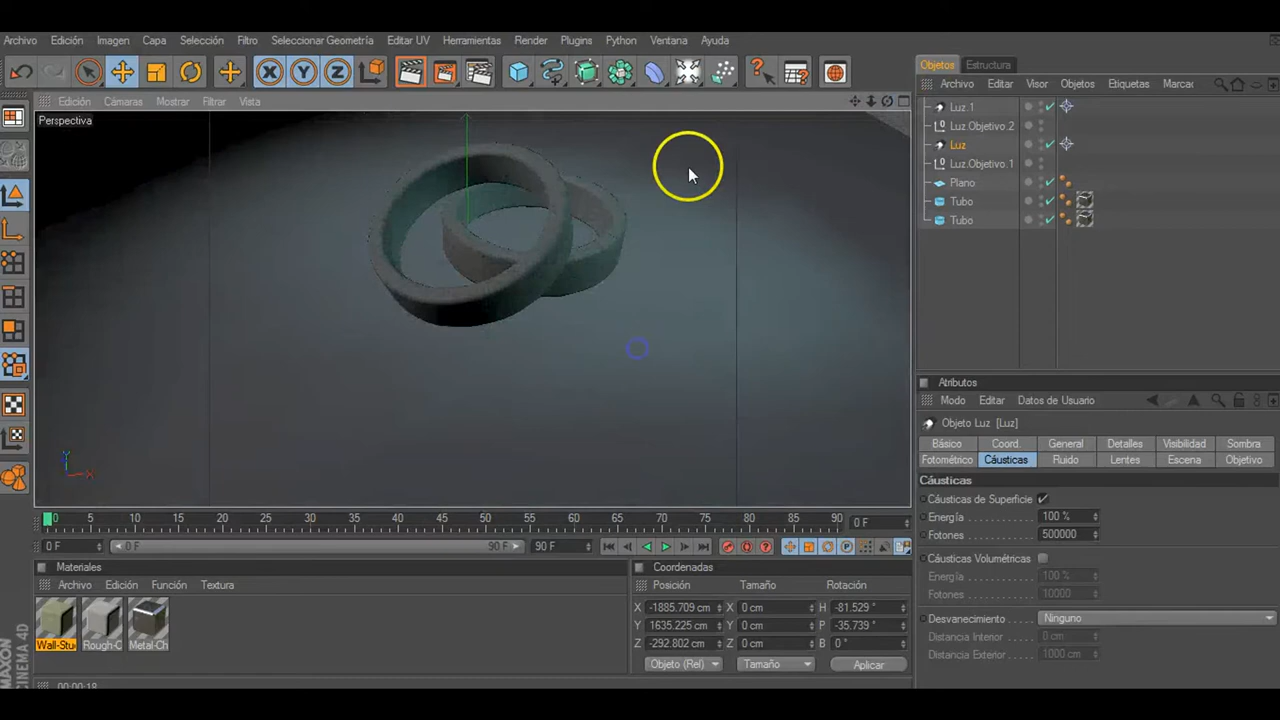 Archivo Edición Imagen Capa Selección Filtro Seleccionar Geometría Editar UV Herramientas Render Plugins Python Ventana Ayuda
Objetos Estructura
Edición Cámaras Mostrar Filtrar Vista
Archivo Editar Visor Objetos Etiquetas Marcac
Perspectiva
Luz.1
Luz.Objetivo.2
Luz
Luz.Objetivo.1
Plano
Tubo
Tubo
X Y Z
Y
X
Atributos
Modo Editar Datos de Usuario
Objeto Luz [Luz]
Básico Coord. General Detalles Visibilidad Sombra
Fotométrico Cáusticas Ruido Lentes Escena Objetivo
Cáusticas
Cáusticas de Superficie
Energía 100 %
Fotones 500000
Cáusticas Volumétricas
Energía 100 %
Fotones 10000
Desvanecimiento Ninguno
Distancia Interior 0 cm
Distancia Exterior 1000 cm
0 5 10 15 20 25 30 35 40 45 50 55 60 65 70 75 80 85 90 0 F
0 F 0 F 90 F 90 F
Materiales
Archivo Edición Función Textura
Wall-Stu Rough-C Metal-Ch
Coordenadas
Posición Tamaño Rotación
X -1885.709 cm X 0 cm H -81.529 °
Y 1635.225 cm Y 0 cm P -35.739 °
Z -292.802 cm Z 0 cm B 0 °
Objeto (Rel) Tamaño Aplicar
MAXON
CINEMA 4D
00:00:18